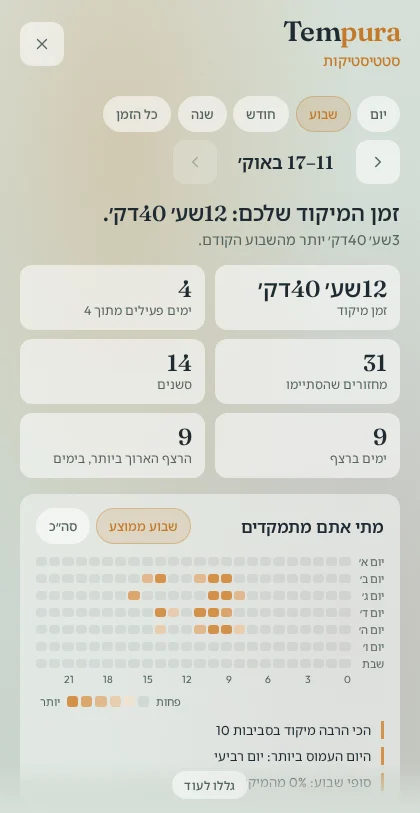 Tempura
סטטיסטיקות
יום שבוע חודש שנה כל הזמן
11–17 באוק׳
זמן המיקוד שלכם: 12שע׳ 40דק׳.
3שע׳ 40דק׳ יותר מהשבוע הקודם.
12שע׳ 40דק׳
זמן מיקוד
4
ימים פעילים מתוך 4
31
מחזורים שהסתיימו
14
סשנים
9
ימים ברצף
9
הרצף הארוך ביותר, בימים
מתי אתם מתמקדים
שבוע ממוצע סה״כ
יום א׳
יום ב׳
יום ג׳
יום ד׳
יום ה׳
יום ו׳
שבת
0 3 6 9 12 15 18 21
פחות יותר
הכי הרבה מיקוד בסביבות 10
היום העמוס ביותר: יום רביעי
סופי שבוע: 0% מהמיק
גללו לעוד